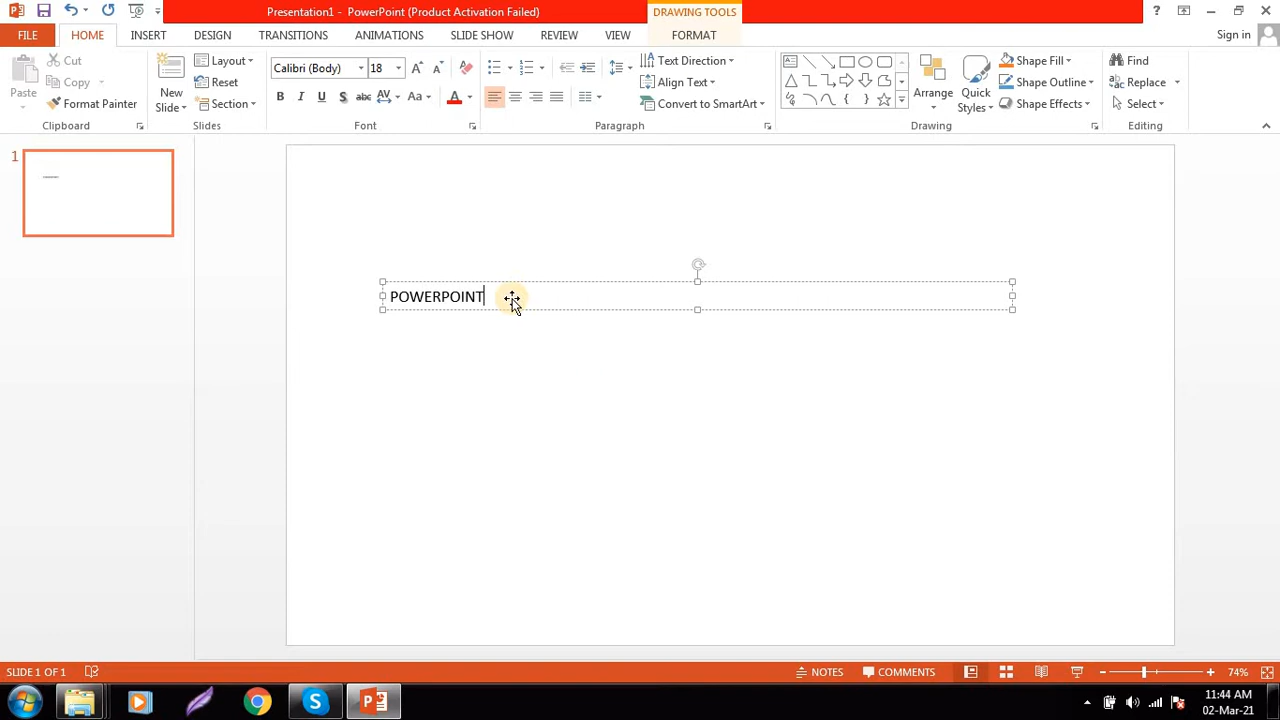 Presentation1 - PowerPoint (Product Activation Failed)
DRAWING TOOLS
FILE HOME INSERT DESIGN TRANSITIONS ANIMATIONS SLIDE SHOW REVIEW VIEW FORMAT
Sign in
Paste
Cut
Copy
Format Painter
Clipboard
New
Slide
Layout
Reset
Section
Slides
Calibri (Body) 18
B I U S abc AV Aa A
Font
Text Direction
Align Text
Convert to SmartArt
Paragraph
Arrange
Quick
Styles
Shape Fill
Shape Outline
Shape Effects
Drawing
Find
Replace
Select
Editing
1
POWERPOINT
SLIDE 1 OF 1
NOTES
COMMENTS
74%
11:44 AM
02-Mar-21